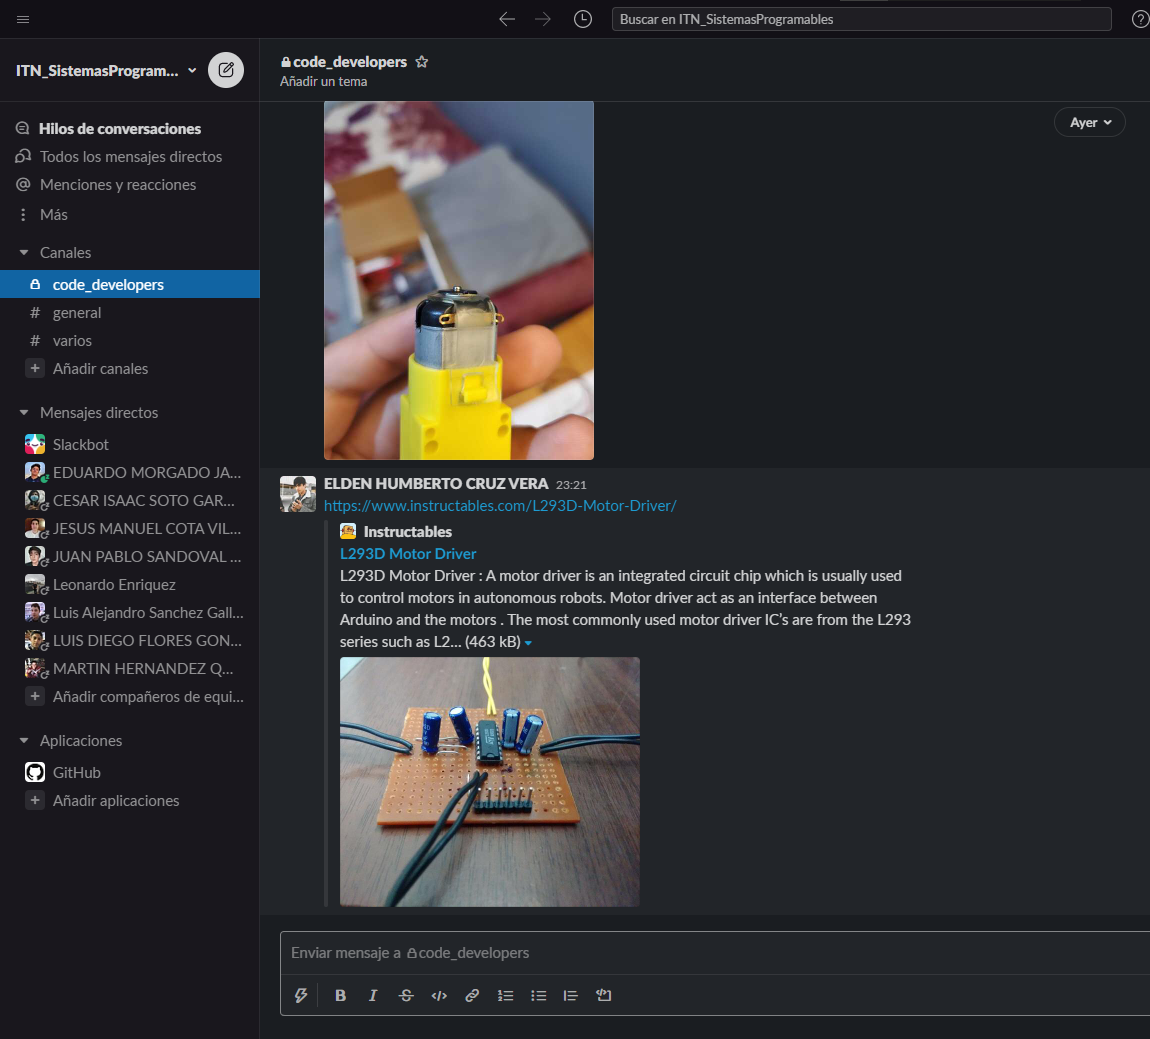 Buscar en ITN_SistemasProgramables
ITN_SistemasProgram...
code_developers
Añadir un tema
Ayer
Hilos de conversaciones
Todos los mensajes directos
@ Menciones y reacciones
Más
Canales
code_developers
# general
# varios
+ Añadir canales
Mensajes directos
Slackbot
EDUARDO MORGADO JA...
CESAR ISAAC SOTO GAR...
JESUS MANUEL COTA VIL...
JUAN PABLO SANDOVAL ...
Leonardo Enriquez
Luis Alejandro Sanchez Gall...
LUIS DIEGO FLORES GON...
MARTIN HERNANDEZ Q...
+ Añadir compañeros de equi...
Aplicaciones
GitHub
+ Añadir aplicaciones
ELDEN HUMBERTO CRUZ VERA 23:21
https://www.instructables.com/L293D-Motor-Driver/
Instructables
L293D Motor Driver
L293D Motor Driver : A motor driver is an integrated circuit chip which is usually used
to control motors in autonomous robots. Motor driver act as an interface between
Arduino and the motors . The most commonly used motor driver IC's are from the L293
series such as L2... (463 kB)
Enviar mensaje a code_developers
B I S </>